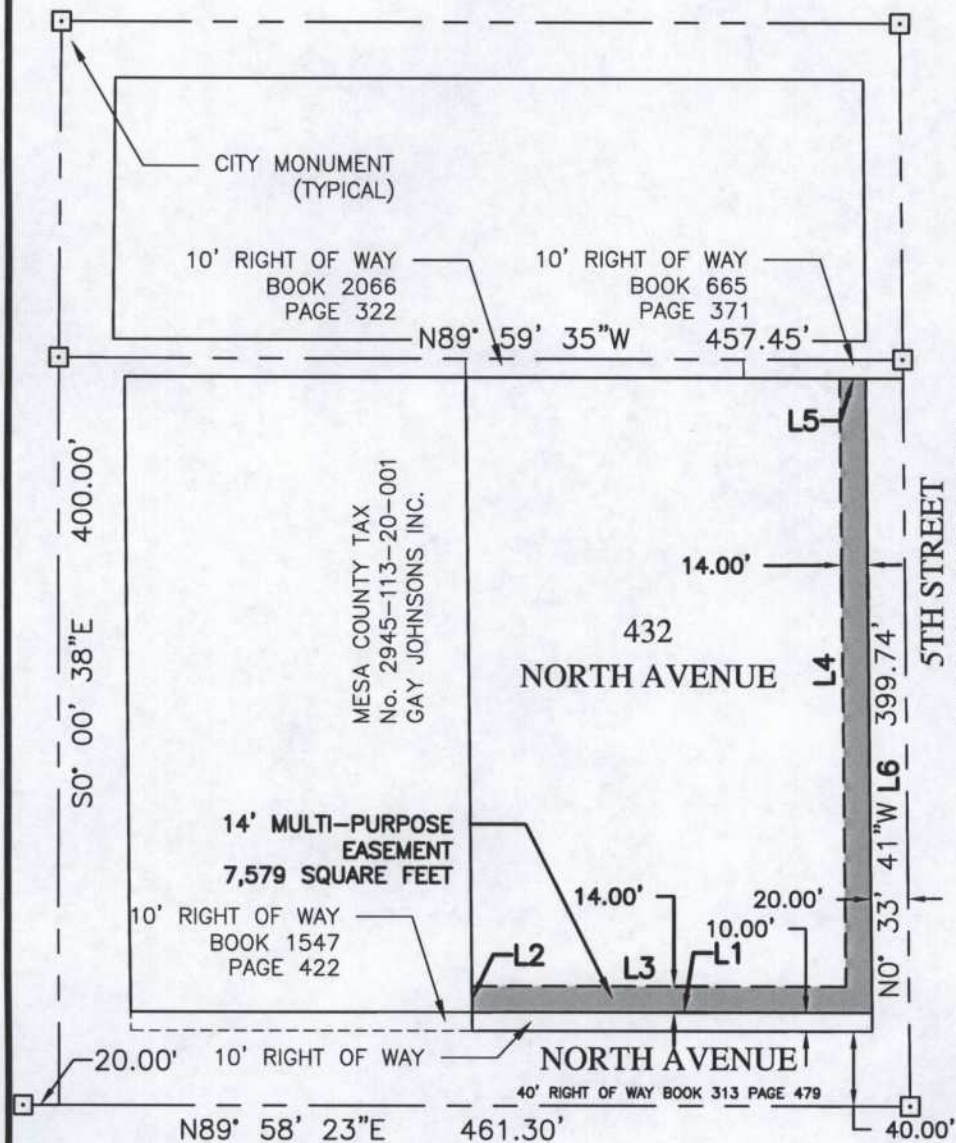 CITY MONUMENT
(TYPICAL)
10' RIGHT OF WAY
BOOK 2066
PAGE 322
10' RIGHT OF WAY
BOOK 665
PAGE 371
N89° 59' 35"W 457.45'
L5
S0° 00' 38"E 400.00'
MESA COUNTY TAX
No. 2945-113-20-001
GAY JOHNSONS, INC.
14.00'
432
NORTH AVENUE
L4
5TH STREET
N0° 33' 41"W L6 399.74'
14' MULTI-PURPOSE
EASEMENT
7,579 SQUARE FEET
14.00'
20.00'
10.00'
10' RIGHT OF WAY
BOOK 1547
PAGE 422
L2
L3
L1
20.00'
10' RIGHT OF WAY
NORTH AVENUE
40' RIGHT OF WAY BOOK 313 PAGE 479
40.00'
N89° 58' 23"E 461.30'